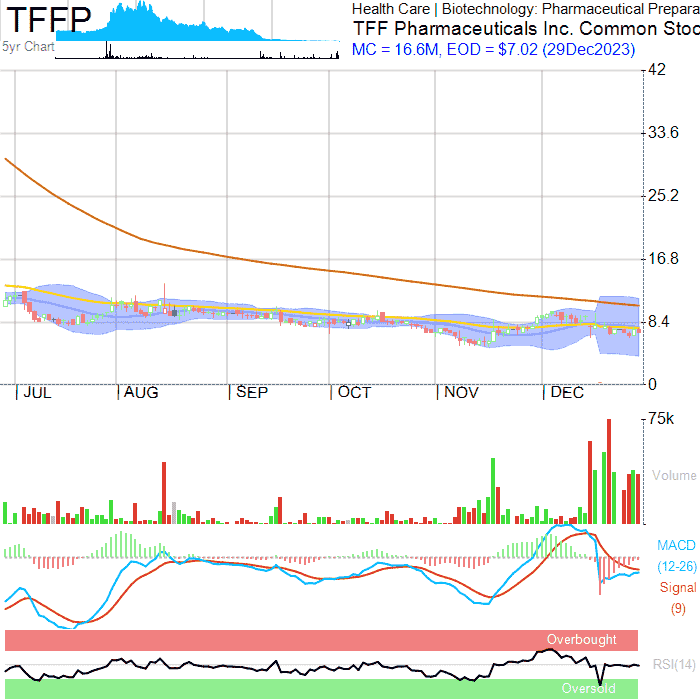 TFFP
5yr Chart
Health Care | Biotechnology: Pharmaceutical Prepara
TFF Pharmaceuticals Inc. Common Stoc
MC = 16.6M, EOD = $7.02 (29Dec2023)
42
33.6
25.2
16.8
8.4
0
JUL AUG SEP OCT NOV DEC
75k
Volume
MACD
(12-26)
Signal
(9)
Overbought
RSI(14)
Oversold